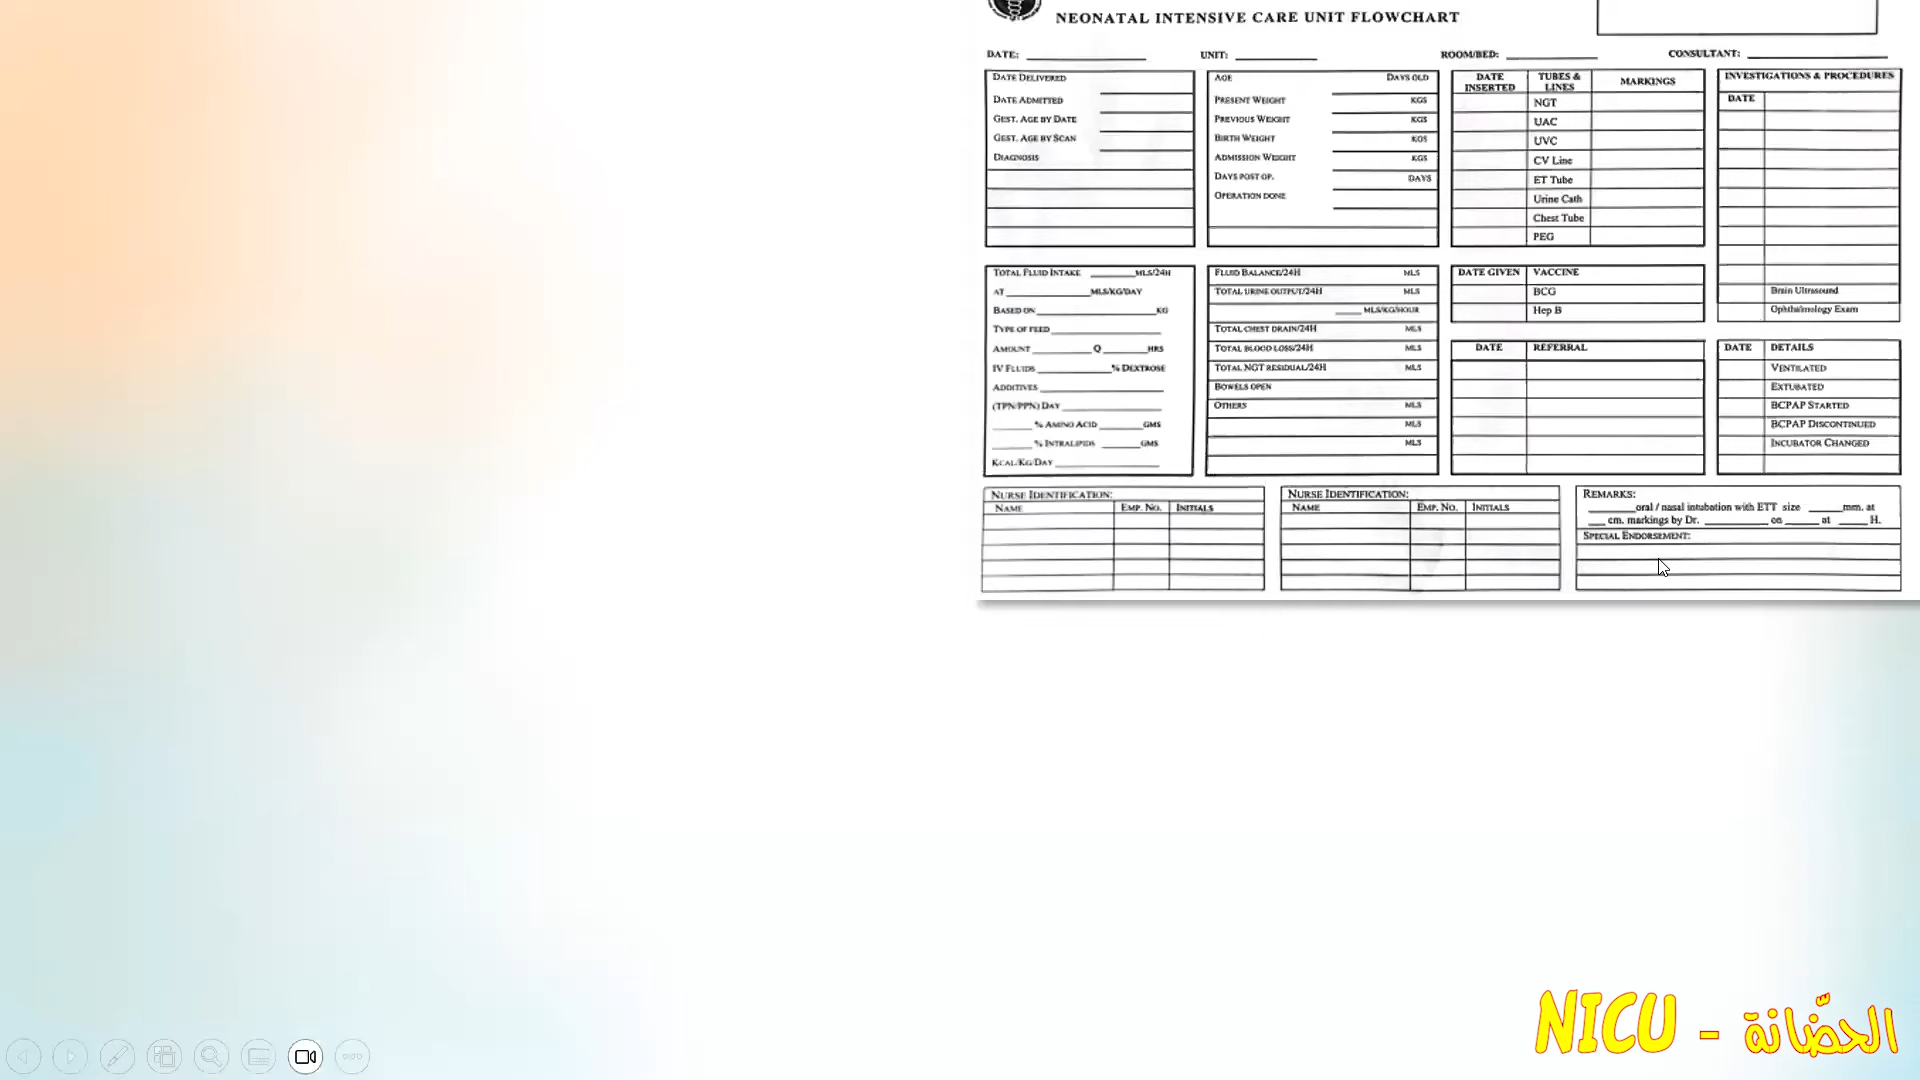 NEONATAL INTENSIVE CARE UNIT FLOWCHART
DATE: UNIT: ROOM/BED: CONSULTANT:
DATE DELIVERED
DATE ADMITTED
GEST. AGE BY DATE
GEST. AGE BY SCAN
DIAGNOSIS
AGE DAYS OLD
PRESENT WEIGHT KGS
PREVIOUS WEIGHT KGS
BIRTH WEIGHT KGS
ADMISSION WEIGHT KGS
DAYS POST OP. DAYS
OPERATION DONE
DATE INSERTED TUBES & LINES MARKINGS
NGT
UAC
UVC
CV Line
ET Tube
Urine Cath
Chest Tube
PEG
INVESTIGATIONS & PROCEDURES
DATE
Brain Ultrasound
Ophthalmology Exam
TOTAL FLUID INTAKE MLS/24H
AT MLS/KG/DAY
BASED ON KG
TYPE OF FEED
AMOUNT Q HRS
IV FLUIDS % DEXTROSE
ADDITIVES
(TPN/PPN) DAY
% AMINO ACID GMS
% INTRALIPIDS GMS
KCAL/KG/DAY
FLUID BALANCE/24H MLS
TOTAL URINE OUTPUT/24H MLS
MLS/KG/HOUR
TOTAL CHEST DRAIN/24H MLS
TOTAL BLOOD LOSS/24H MLS
TOTAL NGT RESIDUAL/24H MLS
BOWELS OPEN
OTHERS MLS
MLS
MLS
DATE GIVEN VACCINE
BCG
Hep B
DATE REFERRAL
DATE DETAILS
VENTILATED
EXTUBATED
BCPAP STARTED
BCPAP DISCONTINUED
INCUBATOR CHANGED
NURSE IDENTIFICATION:
NAME EMP. NO. INITIALS
NURSE IDENTIFICATION:
NAME EMP. NO. INITIALS
REMARKS:
oral / nasal intubation with ETT size mm. at
cm. markings by Dr. on at H.
SPECIAL ENDORSEMENT:
NICU - الحضّانة